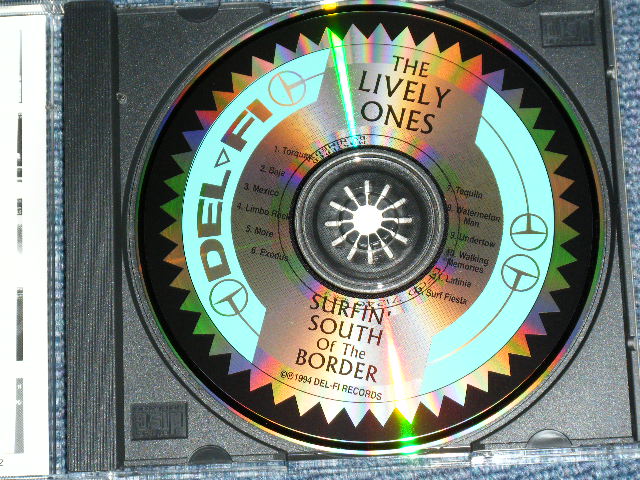 THE
LIVELY
ONES
DEL-FI
1. Torquay
2. Baja
3. Mexico
4. Limbo Rock
5. More
6. Exodus
7. Tequila
8. Watermelon
Man
9. Undertow
10. Walking
Memories
11. Latinia
12. Surf Fiesta
SURFIN'
SOUTH
Of The
BORDER
©℗ 1994 DEL-FI RECORDS